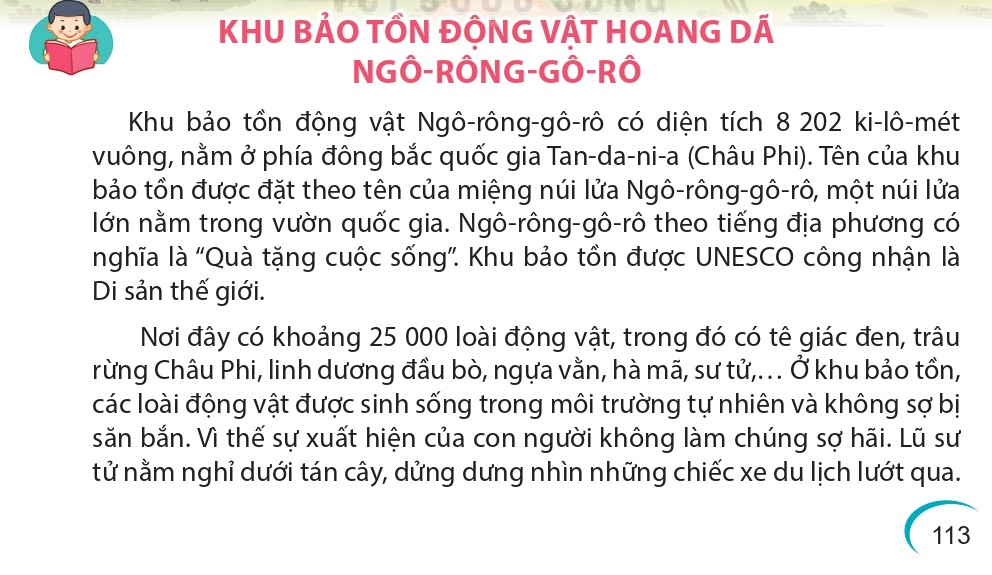 KHU BẢO TỒN ĐỘNG VẬT HOANG DÃ
NGÔ-RÔNG-GÔ-RÔ
Khu bảo tồn động vật Ngô-rông-gô-rô có diện tích 8 202 ki-lô-mét
vuông, nằm ở phía đông bắc quốc gia Tan-da-ni-a (Châu Phi). Tên của khu
bảo tồn được đặt theo tên của miệng núi lửa Ngô-rông-gô-rô, một núi lửa
lớn nằm trong vườn quốc gia. Ngô-rông-gô-rô theo tiếng địa phương có
nghĩa là “Quà tặng cuộc sống”. Khu bảo tồn được UNESCO công nhận là
Di sản thế giới.
Nơi đây có khoảng 25 000 loài động vật, trong đó có tê giác đen, trâu
rừng Châu Phi, linh dương đầu bò, ngựa vằn, hà mã, sư tử,… Ở khu bảo tồn,
các loài động vật được sinh sống trong môi trường tự nhiên và không sợ bị
săn bắn. Vì thế sự xuất hiện của con người không làm chúng sợ hãi. Lũ sư
tử nằm nghỉ dưới tán cây, dửng dưng nhìn những chiếc xe du lịch lướt qua.
113